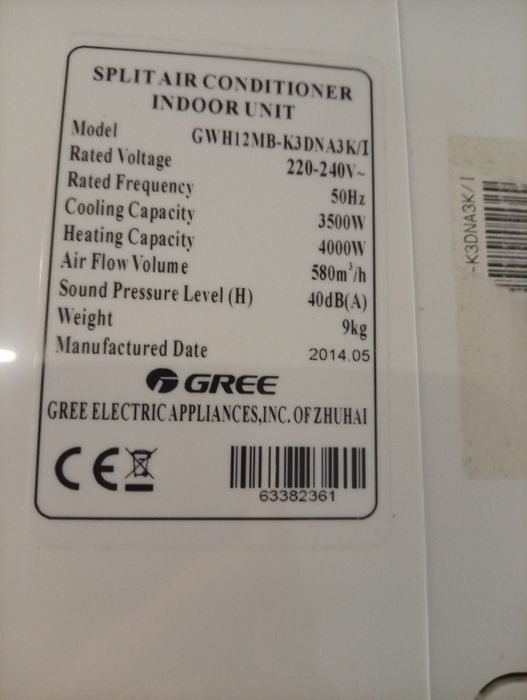 SPLIT AIR CONDITIONER
INDOOR UNIT
Model GWH12MB-K3DNA3K/I
Rated Voltage 220-240V~
Rated Frequency 50Hz
Cooling Capacity 3500W
Heating Capacity 4000W
Air Flow Volume 580m³/h
Sound Pressure Level (H) 40dB(A)
Weight 9kg
Manufactured Date 2014.05
GREE
GREE ELECTRIC APPLIANCES,INC. OF ZHUHAI
CE
63382361
-K3DNA3K/I